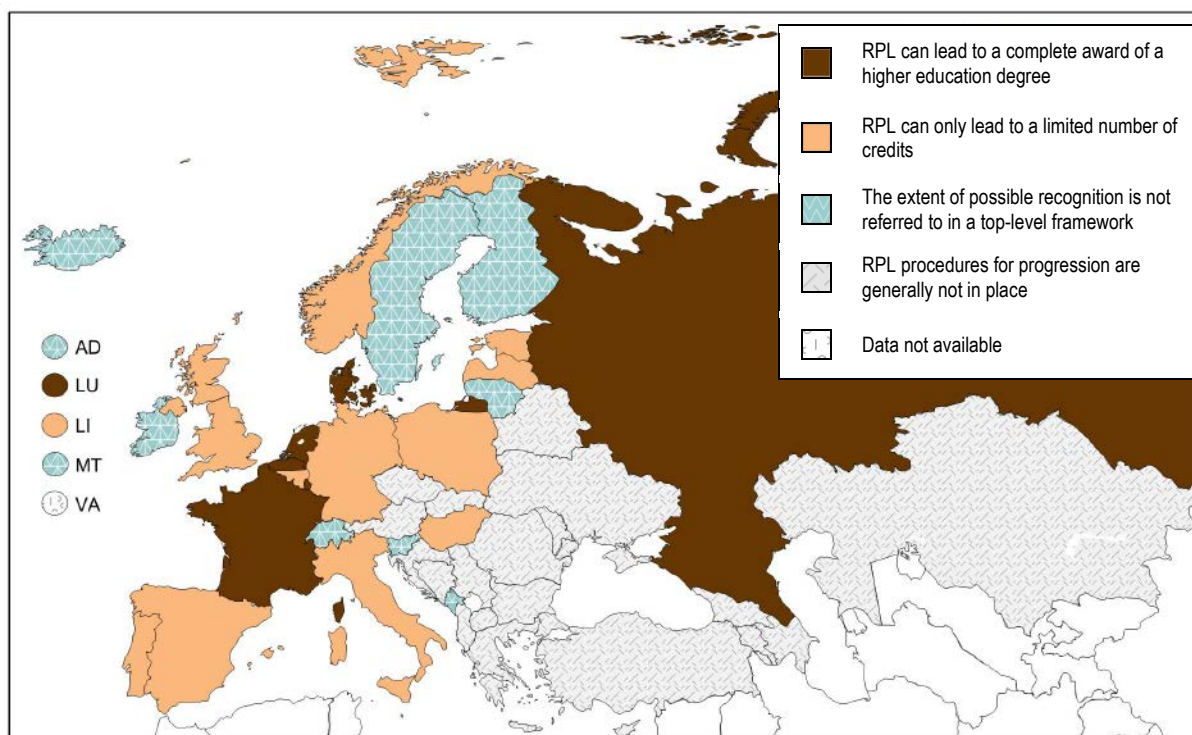 RPL can lead to a complete award of a
higher education degree
RPL can only lead to a limited number of
credits
The extent of possible recognition is not
referred to in a top-level framework
RPL procedures for progression are
generally not in place
Data not available
AD
LU
LI
MT
VA